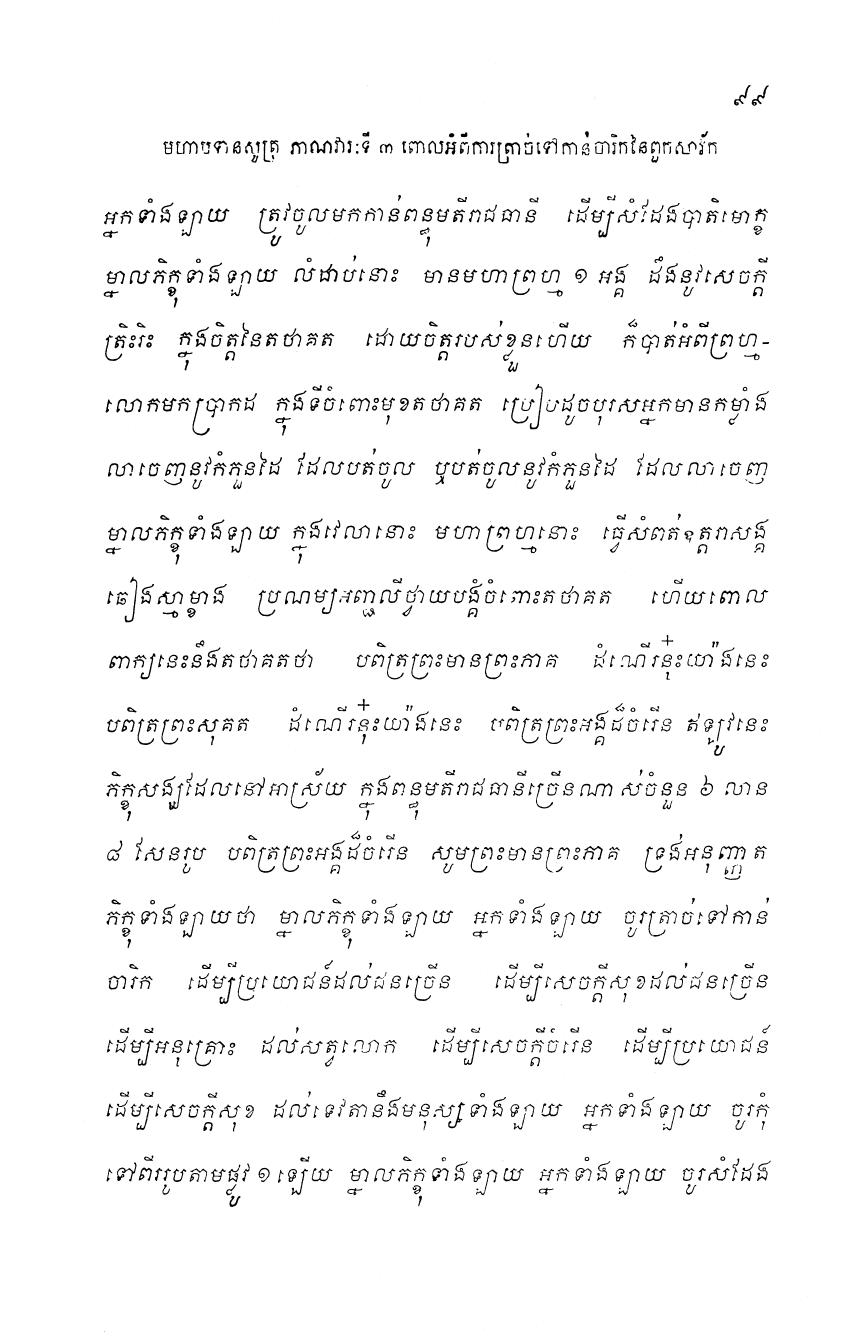 ៩៩
មហាបទានសូត្រ ភាណវារៈទី ៣ ពោលអំពីការត្រាច់ទៅកាន់ចារិកនៃពួកសាវ័ក
អ្នកទាំងឡាយ ត្រូវចូលមកកាន់ពន្ធុមតីរាជធានី ដើម្បីសំដែងបាតិមោក្ខ
ម្នាលភិក្ខុទាំងឡាយ លំដាប់នោះ មានមហាព្រហ្ម ១ អង្គ ដឹងនូវសេចក្តី
ត្រិះរិះ ក្នុងចិត្តនៃតថាគត ដោយចិត្តរបស់ខ្លួនហើយ ក៏បាត់អំពីព្រហ្ម-
លោកមកប្រាកដ ក្នុងទីចំពោះមុខតថាគត ប្រៀបដូចបុរសអ្នកមានកម្លាំង
លាចេញនូវកំភួនដៃ ដែលបត់ចូល ឬបត់ចូលនូវកំភួនដៃ ដែលលាចេញ
ម្នាលភិក្ខុទាំងឡាយ ក្នុងវេលានោះ មហាព្រហ្មនោះ ធ្វើសំពត់ឧត្តរាសង្គ
ឆៀងស្មាម្ខាង ប្រណម្យអញ្ជលីថ្វាយបង្គំចំពោះតថាគត ហើយពោល
ពាក្យនេះនឹងតថាគតថា បពិត្រព្រះមានព្រះភាគ ដំណើរនុ៎ះយ៉ាងនេះ
បពិត្រព្រះសុគត ដំណើរនុ៎ះយ៉ាងនេះ បពិត្រព្រះអង្គដ៏ចំរើន ឥឡូវនេះ
ភិក្ខុសង្ឃដែលនៅអាស្រ័យ ក្នុងពន្ធុមតីរាជធានីច្រើនណាស់ចំនួន ៦ លាន
៨ សែនរូប បពិត្រព្រះអង្គដ៏ចំរើន សូមព្រះមានព្រះភាគ ទ្រង់អនុញ្ញាត
ភិក្ខុទាំងឡាយថា ម្នាលភិក្ខុទាំងឡាយ អ្នកទាំងឡាយ ចូរត្រាច់ទៅកាន់
ចារិក ដើម្បីប្រយោជន៍ដល់ជនច្រើន ដើម្បីសេចក្តីសុខដល់ជនច្រើន
ដើម្បីអនុគ្រោះ ដល់សត្វលោក ដើម្បីសេចក្តីចំរើន ដើម្បីប្រយោជន៍
ដើម្បីសេចក្តីសុខ ដល់ទេវតានឹងមនុស្សទាំងឡាយ អ្នកទាំងឡាយ ចូរកុំ
ទៅពីររូបតាមផ្លូវ ១ ឡើយ ម្នាលភិក្ខុទាំងឡាយ អ្នកទាំងឡាយ ចូរសំដែង